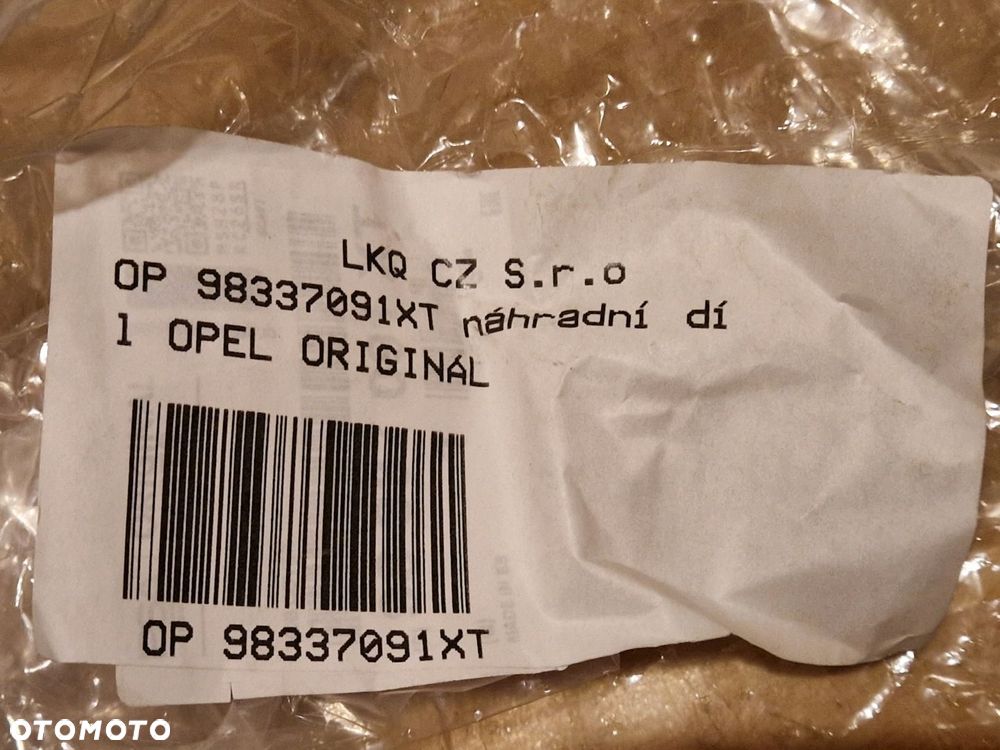 LKQ CZ S.r.o
OP 98337091XT náhradní dí
l OPEL ORIGINÁL
OP 98337091XT
OTOMOTO